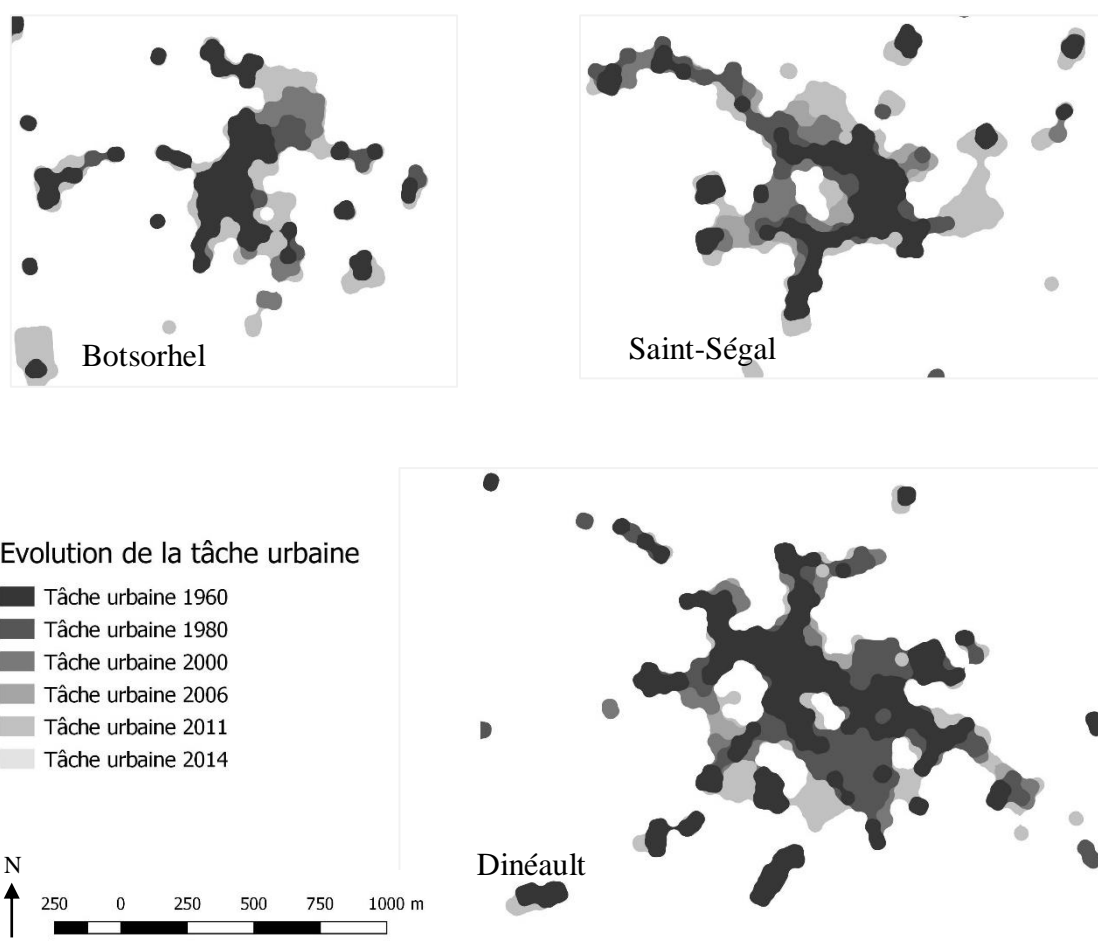 Botsorhel
Saint-Ségal
Evolution de la tâche urbaine
Tâche urbaine 1960
Tâche urbaine 1980
Tâche urbaine 2000
Tâche urbaine 2006
Tâche urbaine 2011
Tâche urbaine 2014
Dinéault
N
250 0 250 500 750 1000 m